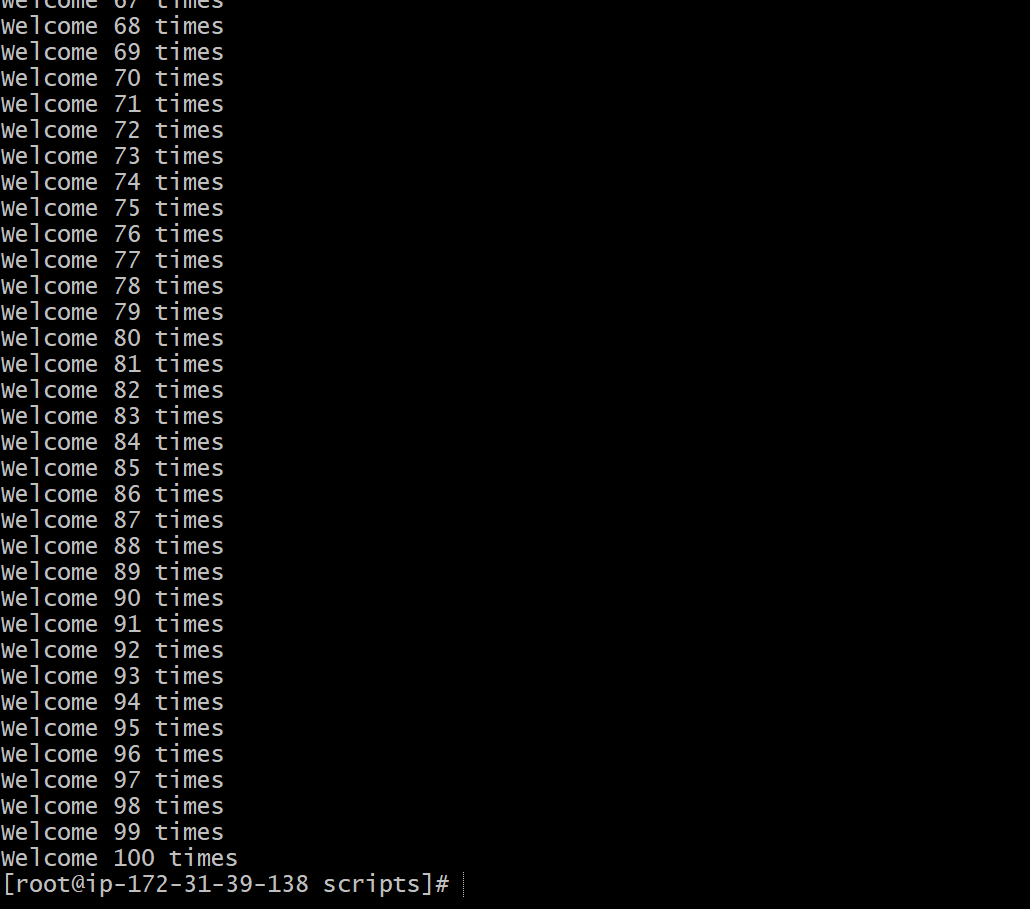 Welcome 67 times
Welcome 68 times
Welcome 69 times
Welcome 70 times
Welcome 71 times
Welcome 72 times
Welcome 73 times
Welcome 74 times
Welcome 75 times
Welcome 76 times
Welcome 77 times
Welcome 78 times
Welcome 79 times
Welcome 80 times
Welcome 81 times
Welcome 82 times
Welcome 83 times
Welcome 84 times
Welcome 85 times
Welcome 86 times
Welcome 87 times
Welcome 88 times
Welcome 89 times
Welcome 90 times
Welcome 91 times
Welcome 92 times
Welcome 93 times
Welcome 94 times
Welcome 95 times
Welcome 96 times
Welcome 97 times
Welcome 98 times
Welcome 99 times
Welcome 100 times
[root@ip-172-31-39-138 scripts]#